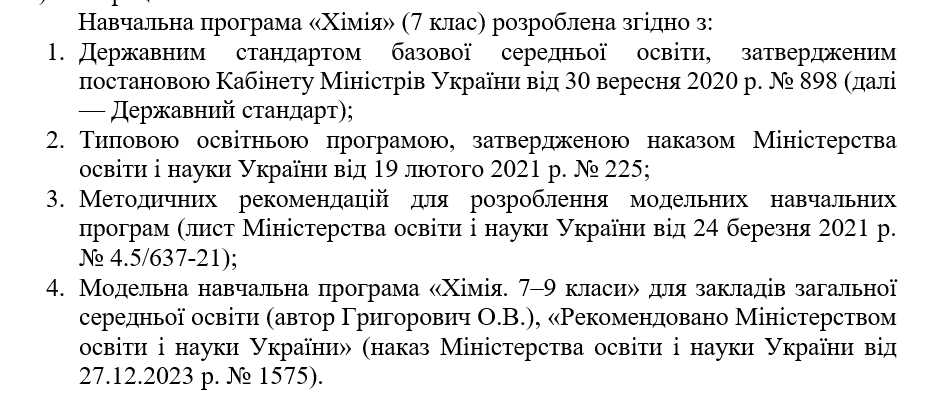 Навчальна програма «Хімія» (7 клас) розроблена згідно з:
1. Державним стандартом базової середньої освіти, затвердженим
постановою Кабінету Міністрів України від 30 вересня 2020 р. № 898 (далі
— Державний стандарт);
2. Типовою освітньою програмою, затвердженою наказом Міністерства
освіти і науки України від 19 лютого 2021 р. № 225;
3. Методичних рекомендацій для розроблення модельних навчальних
програм (лист Міністерства освіти і науки України від 24 березня 2021 р.
№ 4.5/637-21);
4. Модельна навчальна програма «Хімія. 7–9 класи» для закладів загальної
середньої освіти (автор Григорович О.В.), «Рекомендовано Міністерством
освіти і науки України» (наказ Міністерства освіти і науки України від
27.12.2023 р. № 1575).